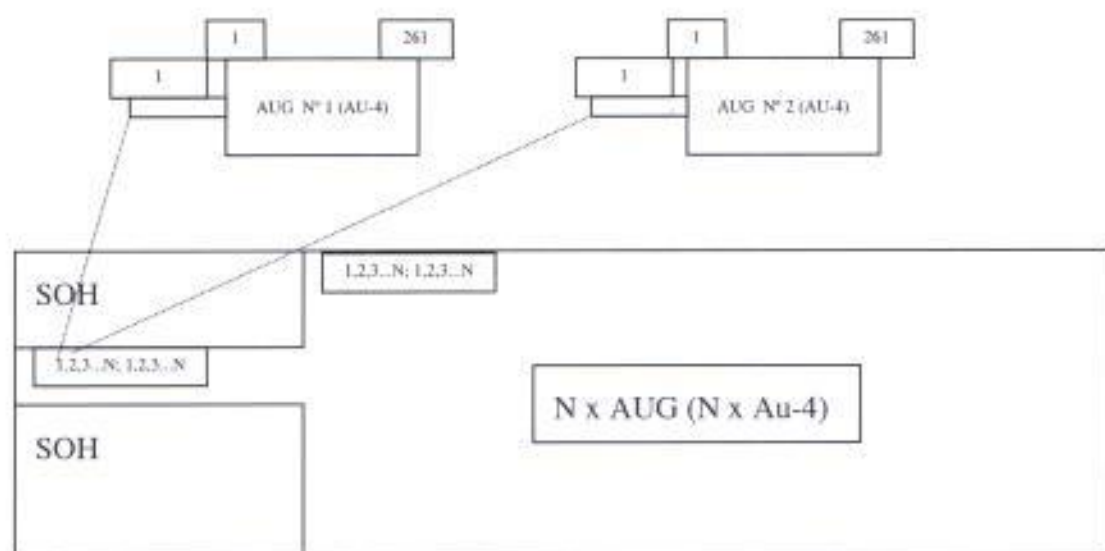 1
261
1
AUG Nº 1 (AU-4)
1
261
1
AUG Nº 2 (AU-4)
1,2,3...N; 1,2,3...N
SOH
1,2,3...N; 1,2,3...N
N x AUG (N x Au-4)
SOH